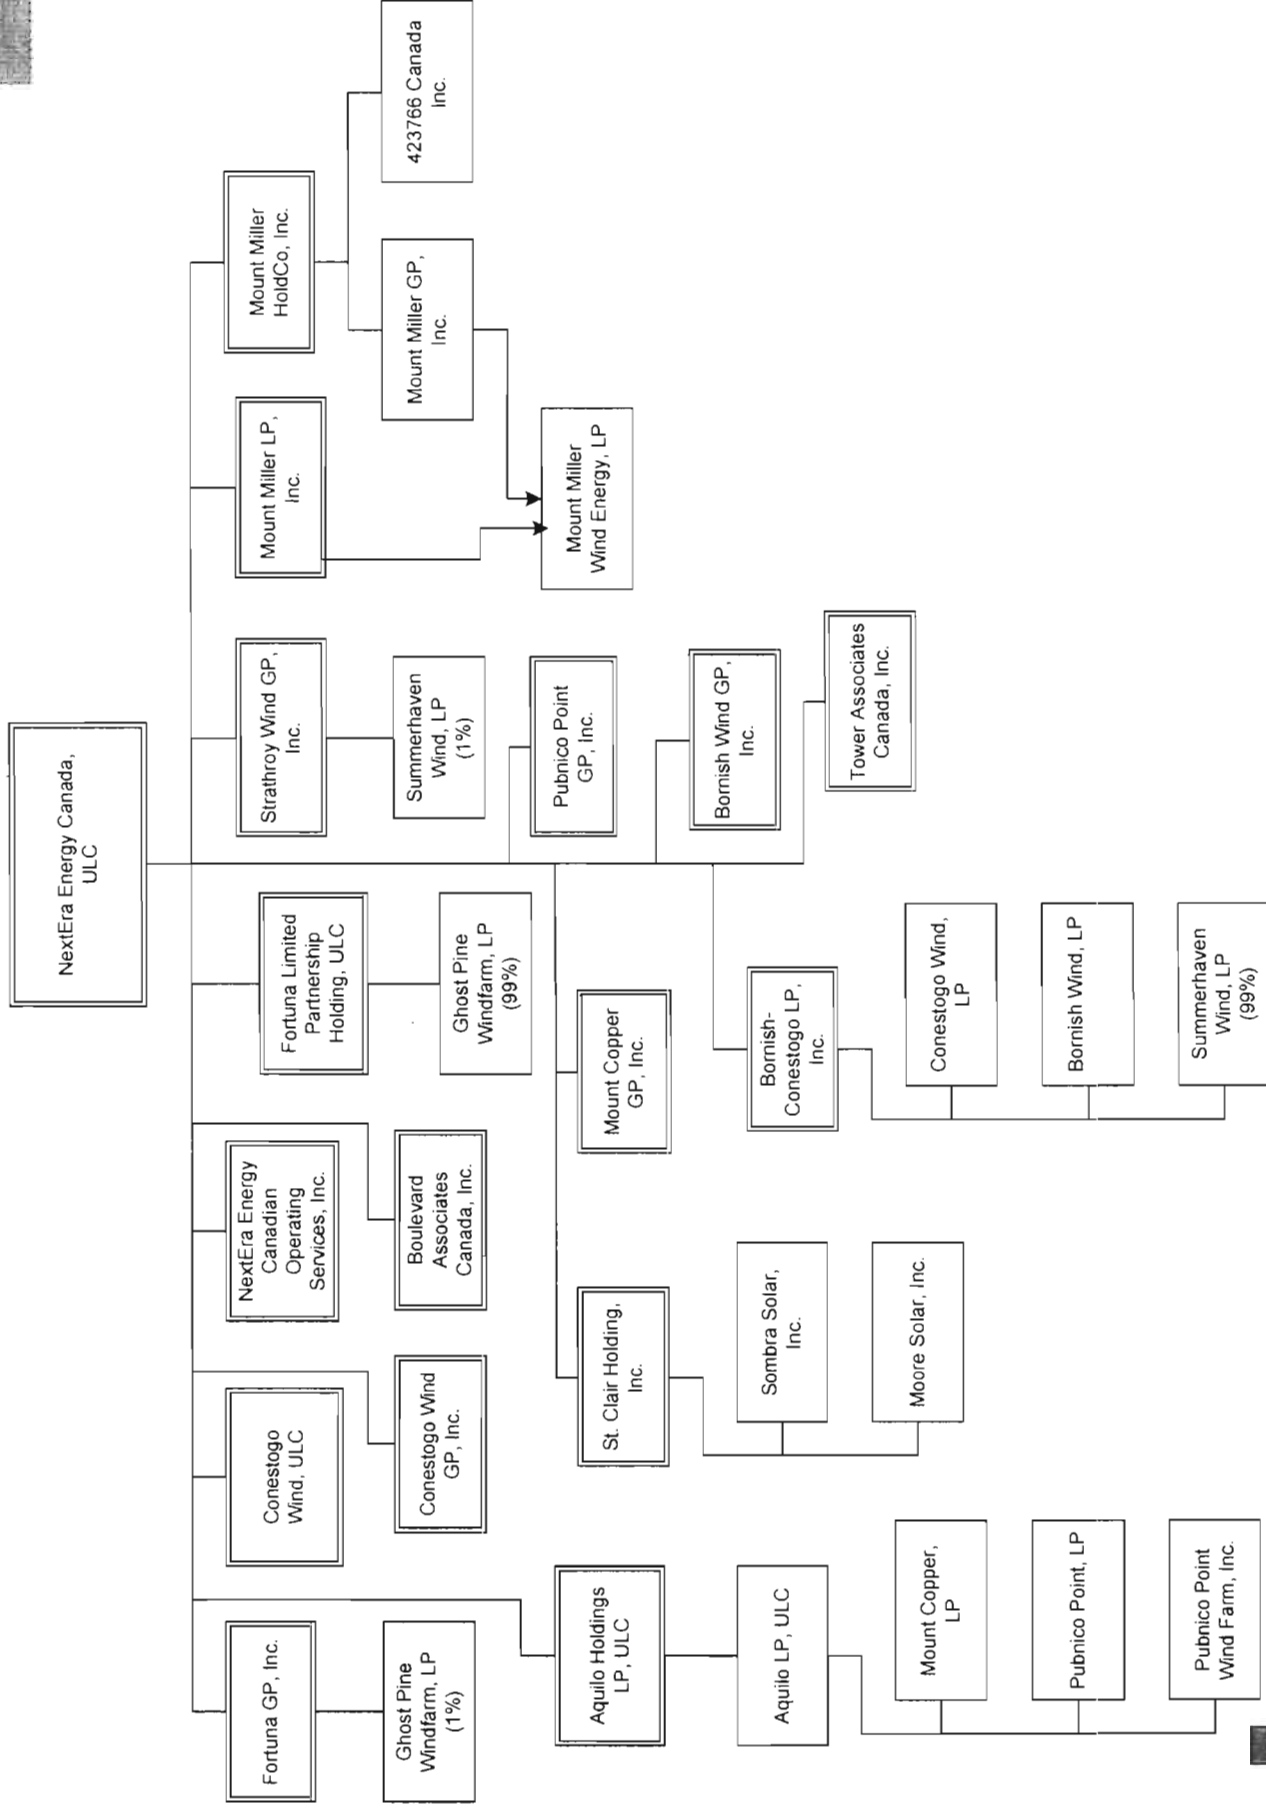 NextEra Energy Canada,
ULC
Fortuna GP, Inc.
Ghost Pine
Windfarm, LP
(1%)
Conestogo
Wind, ULC
Conestogo Wind
GP, Inc.
NextEra Energy
Canadian
Operating
Services, Inc.
Boulevard
Associates
Canada, Inc.
Fortuna Limited
Partnership
Holding, ULC
Ghost Pine
Windfarm, LP
(99%)
Strathroy Wind GP,
Inc.
Summerhaven
Wind, LP
(1%)
Mount Miller LP,
Inc.
Mount Miller
HoldCo, Inc.
Mount Miller GP,
Inc.
423766 Canada
Inc.
Mount Miller
Wind Energy, LP
Pubnico Point
GP, Inc.
Bornish Wind GP,
Inc.
Tower Associates
Canada, Inc.
Aquilo Holdings
LP, ULC
Aquilo LP, ULC
Mount Copper,
LP
Pubnico Point, LP
Pubnico Point
Wind Farm, Inc.
St. Clair Holding,
Inc.
Sombra Solar,
Inc.
Moore Solar, Inc.
Mount Copper
GP, Inc.
Bornish-
Conestogo LP,
Inc.
Conestogo Wind,
LP
Bornish Wind, LP
Summerhaven
Wind, LP
(99%)